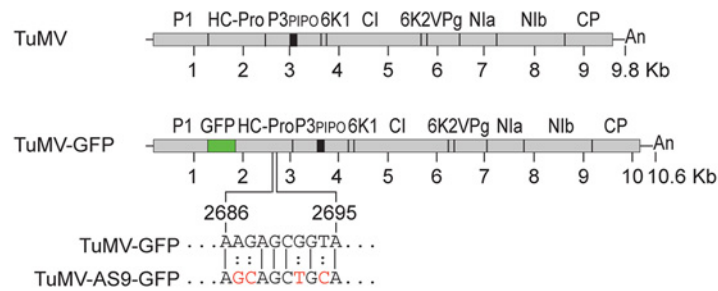 P1 HC-Pro P3PIPO 6K1 CI 6K2VPg NIa NIb CP
TuMV An
1 2 3 4 5 6 7 8 9 9.8 Kb
P1 GFP HC-Pro P3PIPO 6K1 CI 6K2VPg NIa NIb CP
TuMV-GFP An
1 2 3 4 5 6 7 8 9 10 10.6 Kb
2686 2695
TuMV-GFP ...AAGAGCGGTA...
TuMV-AS9-GFP ...AGCAGCTGCA...